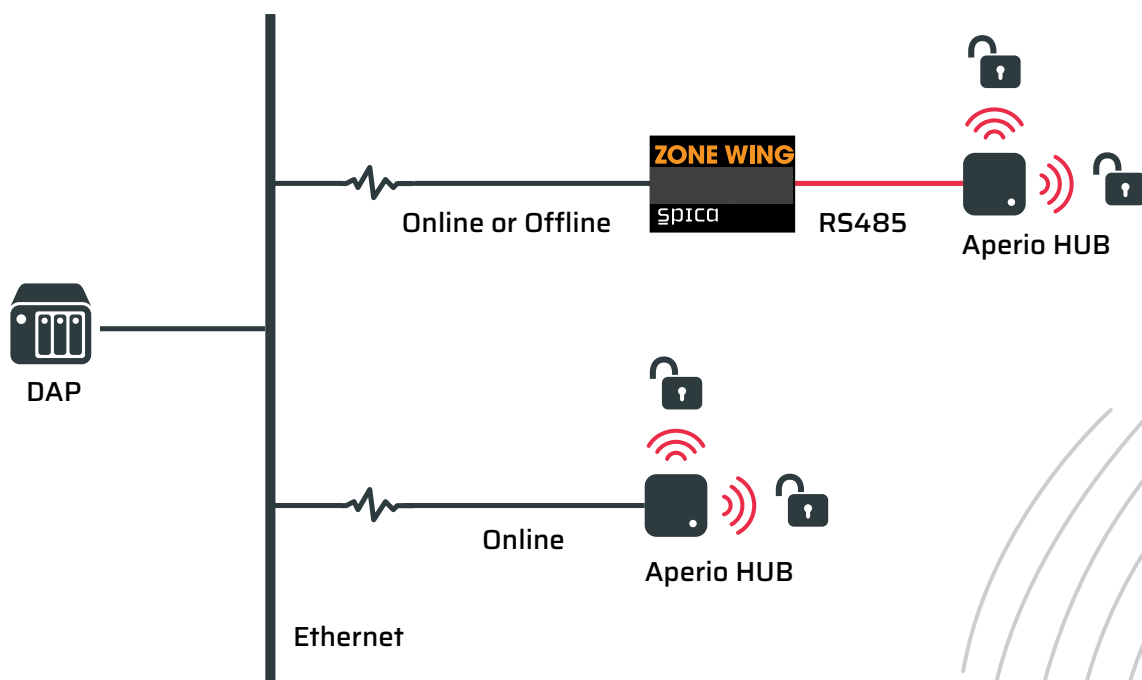 ZONE WING
spica
Online or Offline
RS485
Aperio HUB
DAP
Online
Aperio HUB
Ethernet